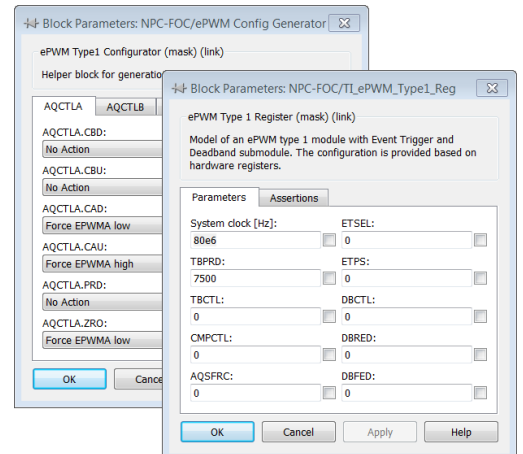 Block Parameters: NPC-FOC/ePWM Config Generator
ePWM Type1 Configurator (mask) (link)
Helper block for generatio
AQCTLA AQCTLB
AQCTLA.CBD:
No Action
AQCTLA.CBU:
No Action
AQCTLA.CAD:
Force EPWMA low
AQCTLA.CAU:
Force EPWMA high
AQCTLA.PRD:
No Action
AQCTLA.ZRO:
Force EPWMA low
OK Cance
Block Parameters: NPC-FOC/TI_ePWM_Type1_Reg
ePWM Type 1 Register (mask) (link)
Model of an ePWM type 1 module with Event Trigger and
Deadband submodule. The configuration is provided based on
hardware registers.
Parameters Assertions
System clock [Hz]: ETSEL:
80e6 0
TBPRD: ETPS:
7500 0
TBCTL: DBCTL:
0 0
CMPCTL: DBRED:
0 0
AQSFRC: DBFED:
0 0
OK Cancel Apply Help